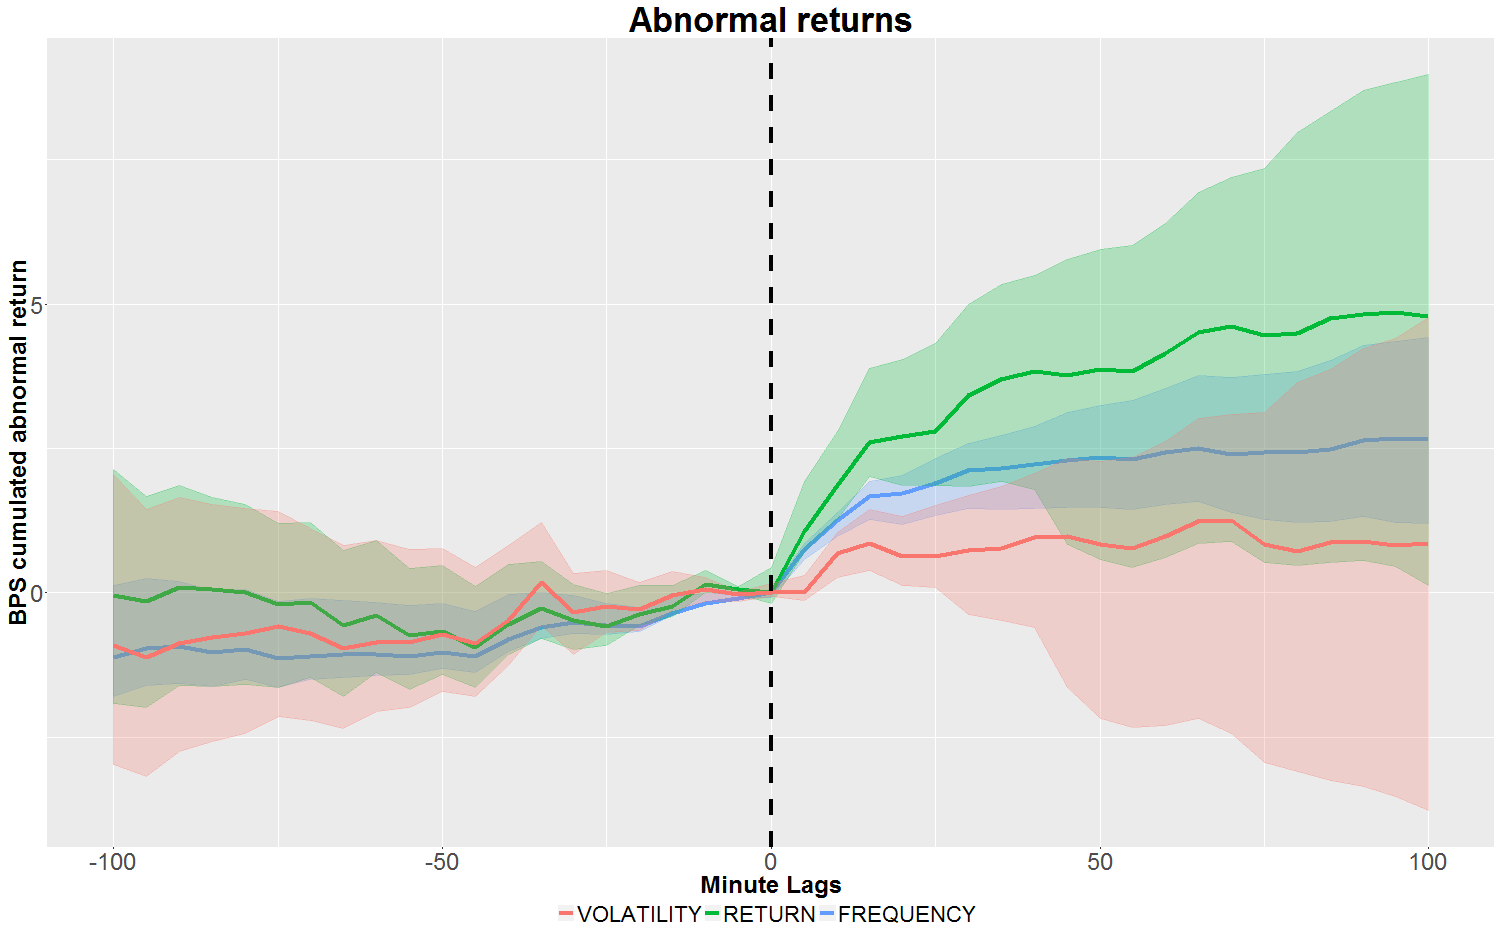 Abnormal returns
BPS cumulated abnormal return
5
0
-100 -50 0 50 100
Minute Lags
VOLATILITY RETURN FREQUENCY